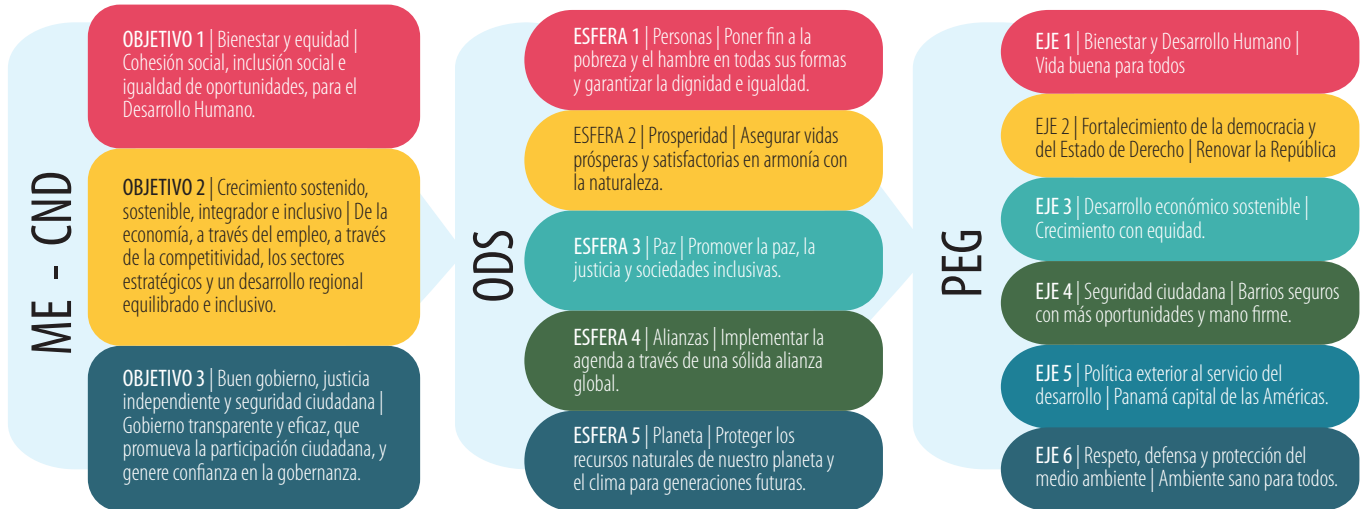 ME - CND
OBJETIVO 1 | Bienestar y equidad |
Cohesión social, inclusión social e
igualdad de oportunidades, para el
Desarrollo Humano.
OBJETIVO 2 | Crecimiento sostenido,
sostenible, integrador e inclusivo | De la
economía, a través del empleo, a través
de la competitividad, los sectores
estratégicos y un desarrollo regional
equilibrado e inclusivo.
OBJETIVO 3 | Buen gobierno, justicia
independiente y seguridad ciudadana |
Gobierno transparente y eficaz, que
promueva la participación ciudadana, y
genere confianza en la gobernanza.
ODS
ESFERA 1 | Personas | Poner fin a la
pobreza y el hambre en todas sus formas
y garantizar la dignidad e igualdad.
ESFERA 2 | Prosperidad | Asegurar vidas
prósperas y satisfactorias en armonía con
la naturaleza.
ESFERA 3 | Paz | Promover la paz, la
justicia y sociedades inclusivas.
ESFERA 4 | Alianzas | Implementar la
agenda a través de una sólida alianza
global.
ESFERA 5 | Planeta | Proteger los
recursos naturales de nuestro planeta y
el clima para generaciones futuras.
PEG
EJE 1 | Bienestar y Desarrollo Humano |
Vida buena para todos
EJE 2 | Fortalecimiento de la democracia y
del Estado de Derecho | Renovar la República
EJE 3 | Desarrollo económico sostenible |
Crecimiento con equidad.
EJE 4 | Seguridad ciudadana | Barrios seguros
con más oportunidades y mano firme.
EJE 5 | Política exterior al servicio del
desarrollo | Panamá capital de las Américas.
EJE 6 | Respeto, defensa y protección del
medio ambiente | Ambiente sano para todos.